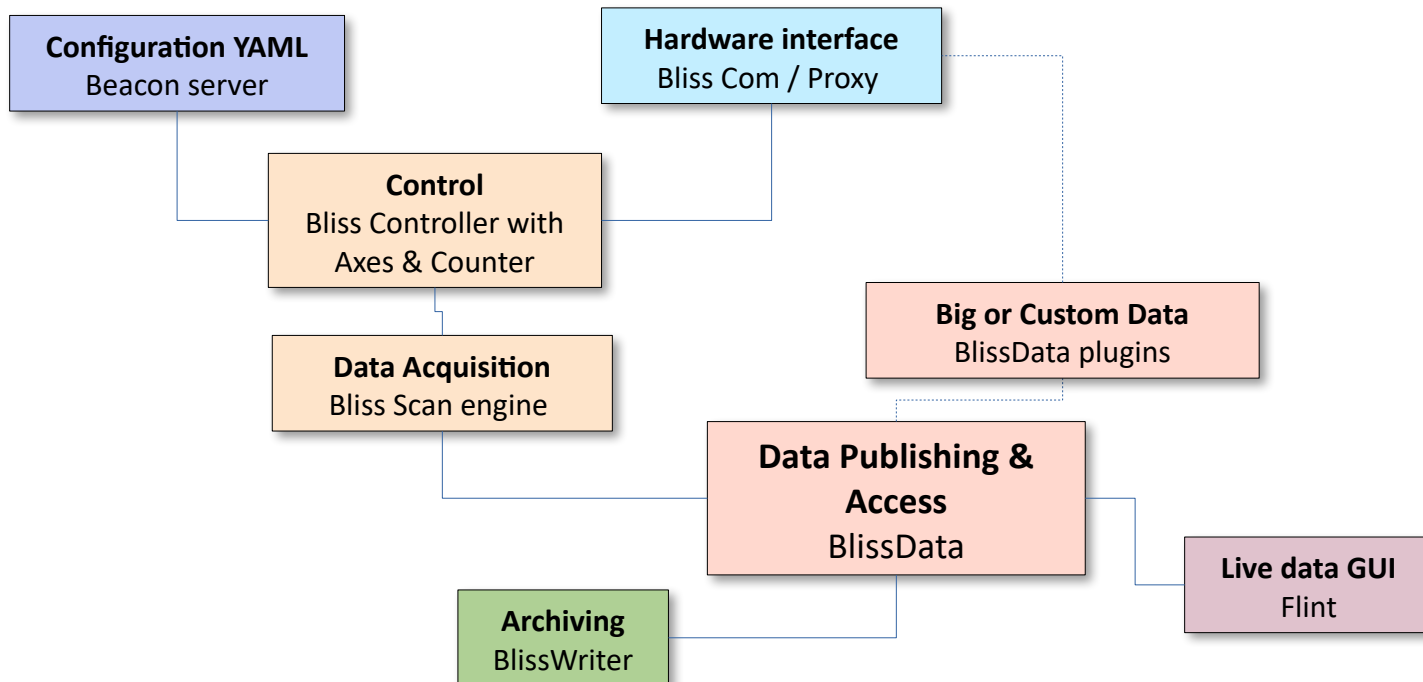 Configuration YAML
Beacon server
Hardware interface
Bliss Com / Proxy
Control
Bliss Controller with
Axes & Counter
Big or Custom Data
BlissData plugins
Data Acquisition
Bliss Scan engine
Data Publishing &
Access
BlissData
Live data GUI
Flint
Archiving
BlissWriter